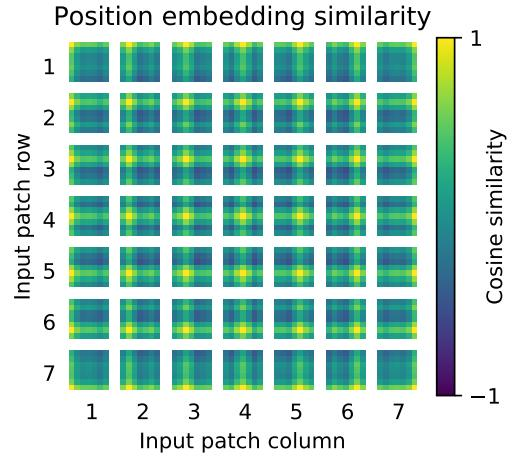 Position embedding similarity
1
2
3
4
5
6
7
Input patch row
1 2 3 4 5 6 7
Input patch column
1
−1
Cosine similarity